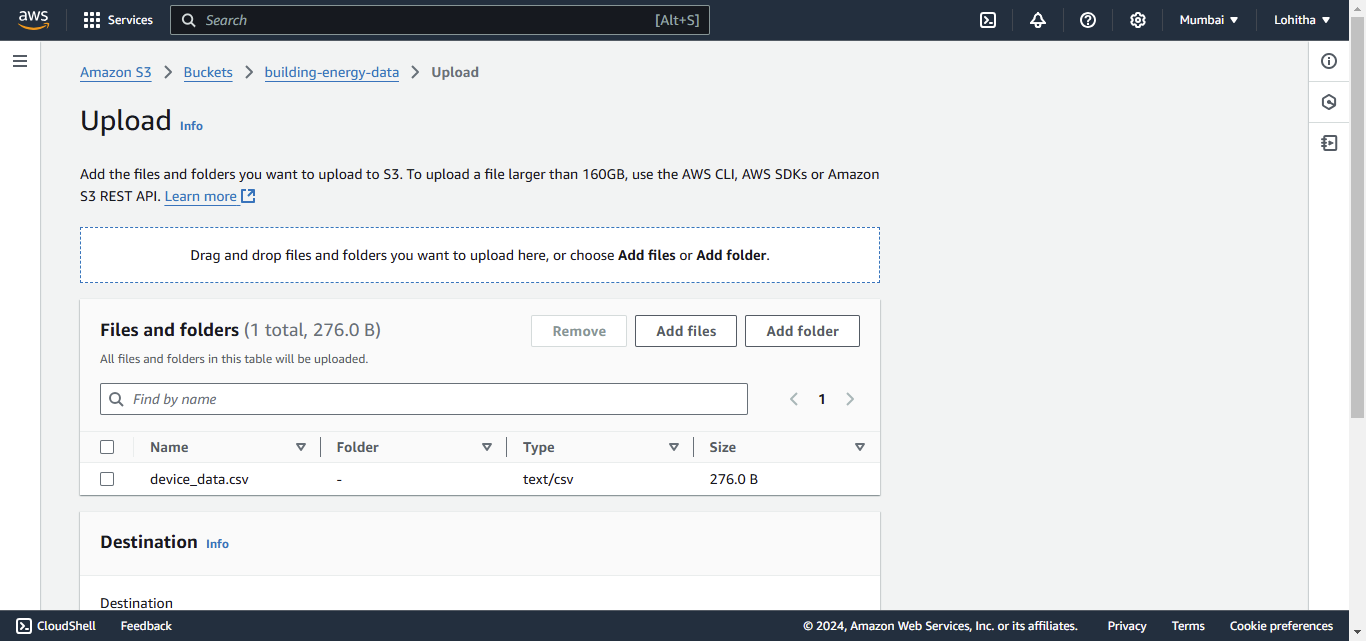 aws Services Search [Alt+S] Mumbai Lohitha
Amazon S3 Buckets building-energy-data Upload
Upload Info
Add the files and folders you want to upload to S3. To upload a file larger than 160GB, use the AWS CLI, AWS SDKs or Amazon
S3 REST API. Learn more
Drag and drop files and folders you want to upload here, or choose Add files or Add folder.
Files and folders (1 total, 276.0 B) Remove Add files Add folder
All files and folders in this table will be uploaded.
Find by name 1
Name Folder Type Size
device_data.csv - text/csv 276.0 B
Destination Info
Destination
CloudShell Feedback © 2024, Amazon Web Services, Inc. or its affiliates. Privacy Terms Cookie preferences